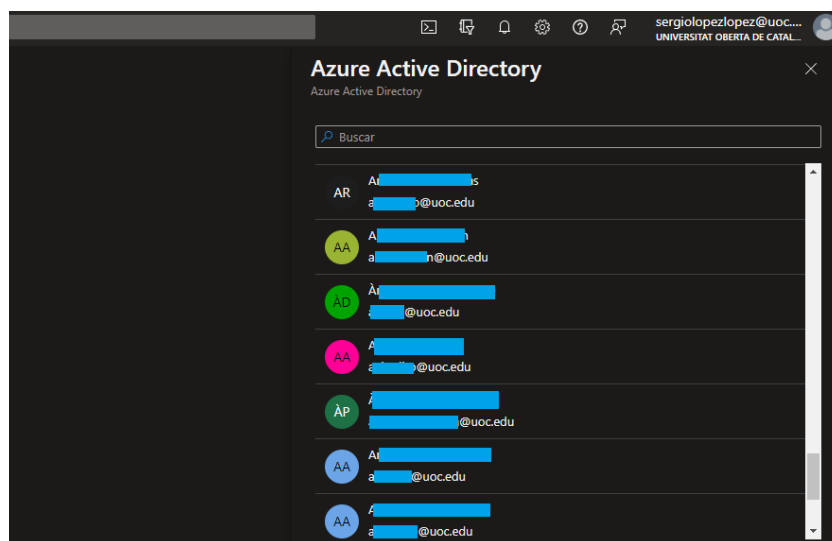 sergiolopezlopez@uoc....
UNIVERSITAT OBERTA DE CATAL...
Azure Active Directory
Azure Active Directory
Buscar
AR
@uoc.edu
AA
n@uoc.edu
ÀD
@uoc.edu
AA
@uoc.edu
ÀP
@uoc.edu
AA
@uoc.edu
AA
@uoc.edu